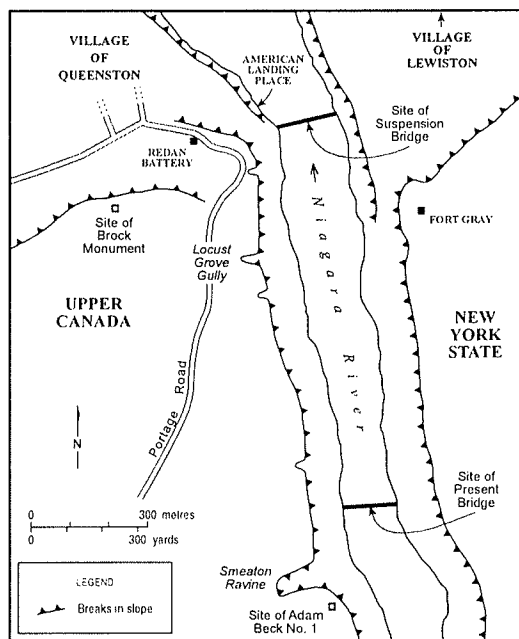 VILLAGE
OF
QUEENSTON
AMERICAN
LANDING
PLACE
VILLAGE
OF
LEWISTON
Site of
Suspension
Bridge
REDAN
BATTERY
FORT GRAY
Site of
Brock
Monument
Locust
Grove
Gully
Niagara River
UPPER
CANADA
NEW
YORK
STATE
Portage Road
N
Site of
Present
Bridge
0 300 metres
0 300 yards
Smeaton
Ravine
LEGEND
Breaks in slope
Site of Adam
Beck No. 1